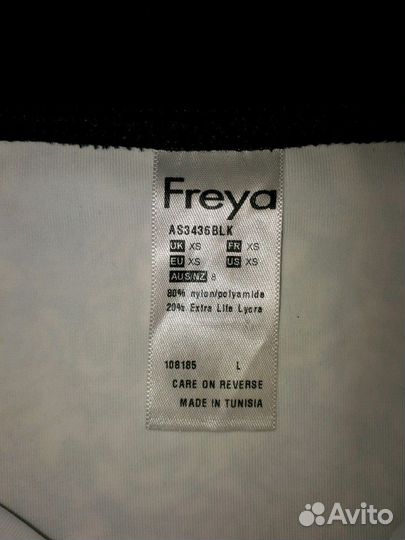 Freya
AS3436BLK
UK XS FR XS
EU XS US XS
AUS/NZ 8
80% nylon/polyamide
20% Extra Life Lycra
108185 L
CARE ON REVERSE
MADE IN TUNISIA
Avito